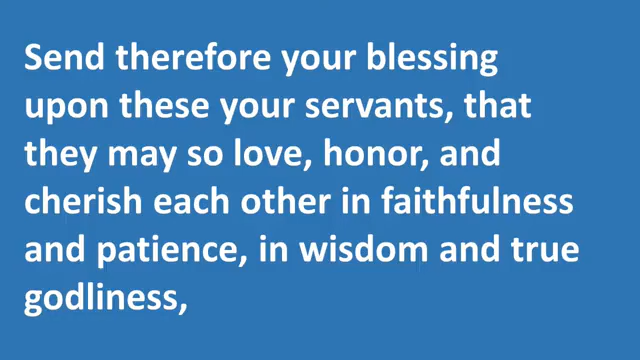 Send therefore your blessing
upon these your servants, that
they may so love, honor, and
cherish each other in faithfulness
and patience, in wisdom and true
godliness,